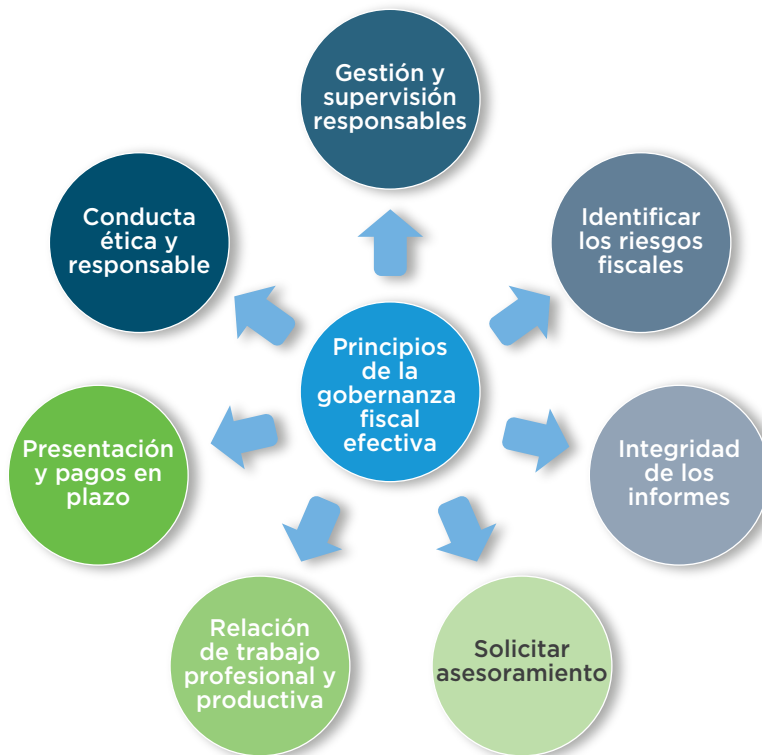 Gestión y
supervisión
responsables
Conducta
ética y
responsable
Identificar
los riesgos
fiscales
Principios
de la
gobernanza
fiscal
efectiva
Presentación
y pagos en
plazo
Integridad
de los
informes
Relación
de trabajo
profesional y
productiva
Solicitar
asesoramiento